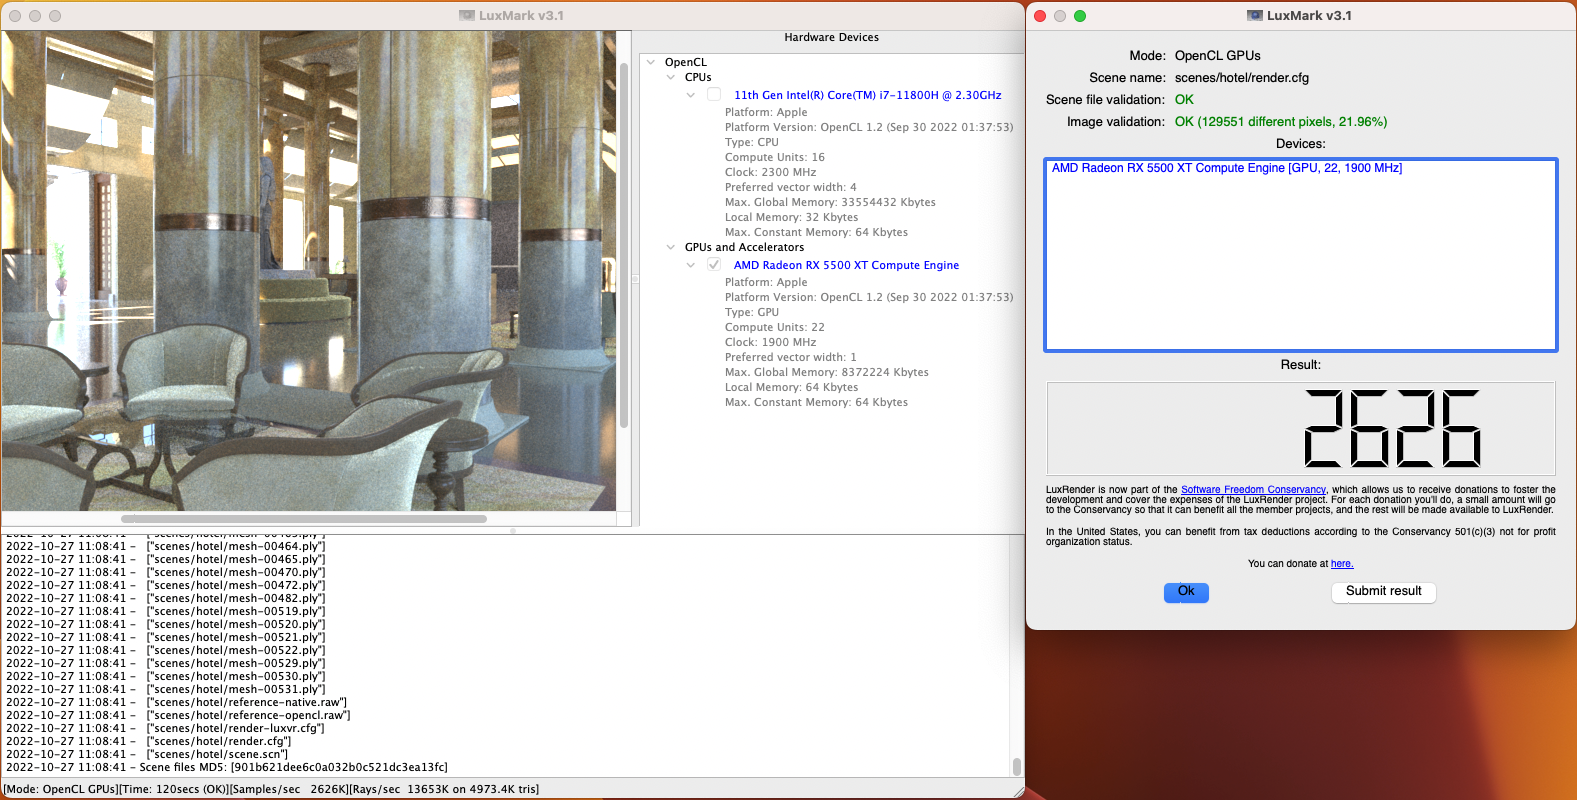 LuxMark v3.1
Hardware Devices
OpenCL
CPUs
11th Gen Intel(R) Core(TM) i7-11800H @ 2.30GHz
Platform: Apple
Platform Version: OpenCL 1.2 (Sep 30 2022 01:37:53)
Type: CPU
Compute Units: 16
Clock: 2300 MHz
Preferred vector width: 4
Max. Global Memory: 33554432 Kbytes
Local Memory: 32 Kbytes
Max. Constant Memory: 64 Kbytes
GPUs and Accelerators
AMD Radeon RX 5500 XT Compute Engine
Platform: Apple
Platform Version: OpenCL 1.2 (Sep 30 2022 01:37:53)
Type: GPU
Compute Units: 22
Clock: 1900 MHz
Preferred vector width: 1
Max. Global Memory: 8372224 Kbytes
Local Memory: 64 Kbytes
Max. Constant Memory: 64 Kbytes
2022-10-27 11:08:41 - ["scenes/hotel/mesh-00464.ply"]
2022-10-27 11:08:41 - ["scenes/hotel/mesh-00465.ply"]
2022-10-27 11:08:41 - ["scenes/hotel/mesh-00470.ply"]
2022-10-27 11:08:41 - ["scenes/hotel/mesh-00472.ply"]
2022-10-27 11:08:41 - ["scenes/hotel/mesh-00482.ply"]
2022-10-27 11:08:41 - ["scenes/hotel/mesh-00519.ply"]
2022-10-27 11:08:41 - ["scenes/hotel/mesh-00520.ply"]
2022-10-27 11:08:41 - ["scenes/hotel/mesh-00521.ply"]
2022-10-27 11:08:41 - ["scenes/hotel/mesh-00522.ply"]
2022-10-27 11:08:41 - ["scenes/hotel/mesh-00529.ply"]
2022-10-27 11:08:41 - ["scenes/hotel/mesh-00530.ply"]
2022-10-27 11:08:41 - ["scenes/hotel/mesh-00531.ply"]
2022-10-27 11:08:41 - ["scenes/hotel/reference-native.raw"]
2022-10-27 11:08:41 - ["scenes/hotel/reference-opencl.raw"]
2022-10-27 11:08:41 - ["scenes/hotel/render-luxvr.cfg"]
2022-10-27 11:08:41 - ["scenes/hotel/render.cfg"]
2022-10-27 11:08:41 - ["scenes/hotel/scene.scn"]
2022-10-27 11:08:41 - Scene files MD5: [901b621dee6c0a032b0c521dc3ea13fc]
[Mode: OpenCL GPUs][Time: 120secs (OK)][Samples/sec 2626K][Rays/sec 13653K on 4973.4K tris]
LuxMark v3.1
Mode: OpenCL GPUs
Scene name: scenes/hotel/render.cfg
Scene file validation: OK
Image validation: OK (129551 different pixels, 21.96%)
Devices:
AMD Radeon RX 5500 XT Compute Engine [GPU, 22, 1900 MHz]
Result:
2626
LuxRender is now part of the Software Freedom Conservancy, which allows us to receive donations to foster the
development and cover the expenses of the LuxRender project. For each donation you'll do, a small amount will go
to the Conservancy so that it can benefit all the member projects, and the rest will be made available to LuxRender.
In the United States, you can benefit from tax deductions according to the Conservancy 501(c)(3) not for profit
organization status.
You can donate at here.
Ok
Submit result